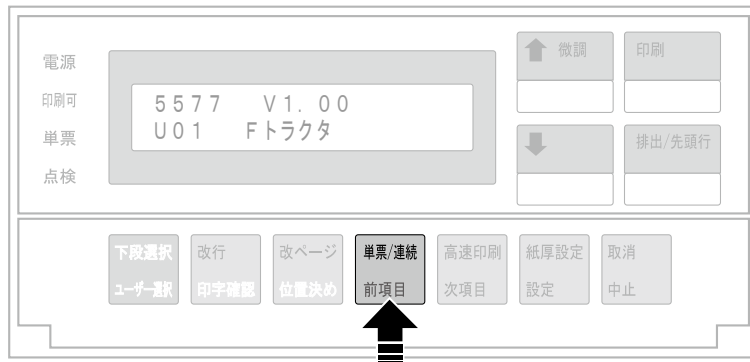 電源
印刷可
単票
点検
5577 V1.00
U01 Fトラクタ
微調
印刷
排出/先頭行
下段選択
ユーザー選択
改行
印字確認
改ページ
位置決め
単票/連続
前項目
高速印刷
次項目
紙厚設定
設定
取消
中止